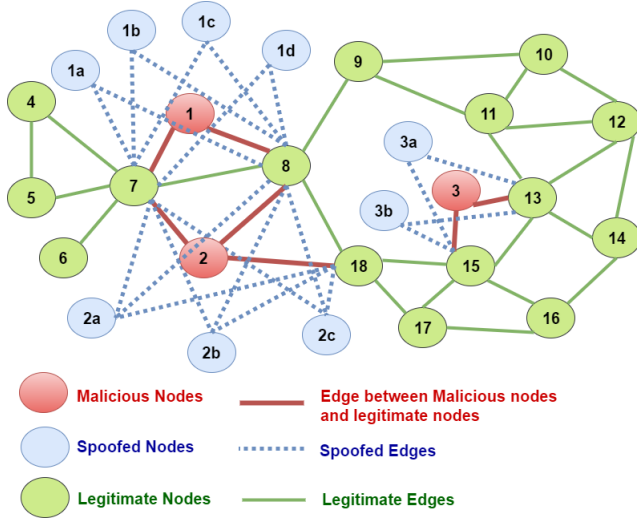 1c
1b
1d
1a
9
10
4
1
11
12
3a
8
3
7
13
5
3b
14
6
2
18
15
2a
17
16
2c
2b
Malicious Nodes
Edge between Malicious nodes
and legitimate nodes
Spoofed Nodes
Spoofed Edges
Legitimate Nodes
Legitimate Edges